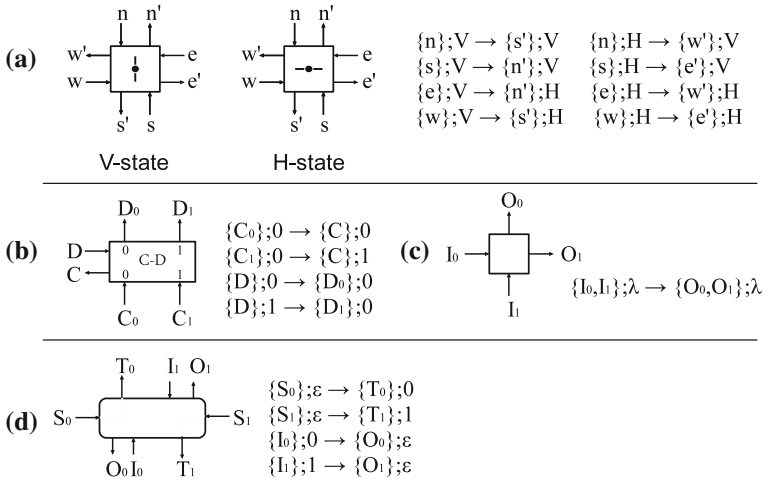 (a)
n n'
w' e
w e'
s' s
V-state
n n'
w' e
w e'
s' s
H-state
{n};V → {s'};V {n};H → {w'};V
{s};V → {n'};V {s};H → {e'};V
{e};V → {n'};H {e};H → {w'};H
{w};V → {s'};H {w};H → {e'};H
(b)
D₀ D₁
D 0 1
C C-D
0 1
C₀ C₁
{C₀};0 → {C};0
{C₁};0 → {C};1
{D};0 → {D₀};0
{D};1 → {D₁};0
(c)
O₀
I₀ O₁
I₁
{I₀,I₁};λ → {O₀,O₁};λ
(d)
T₀ I₁ O₁
S₀ S₁
O₀ I₀ T₁
{S₀};ε → {T₀};0
{S₁};ε → {T₁};1
{I₀};0 → {O₀};ε
{I₁};1 → {O₁};ε